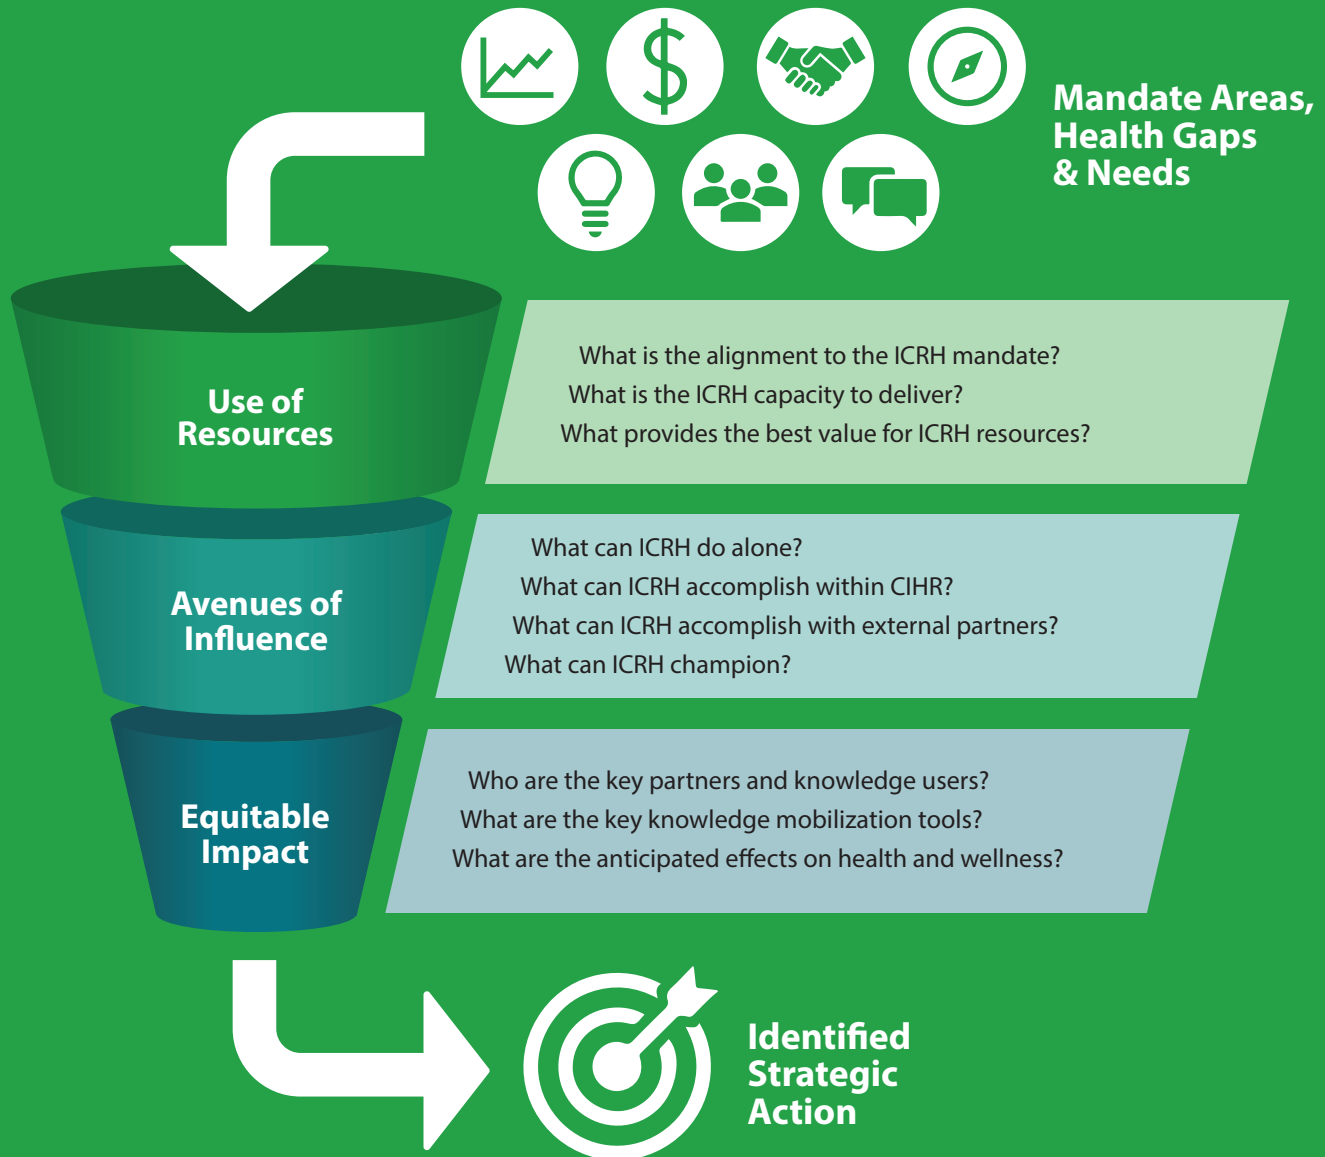 Mandate Areas,
Health Gaps
& Needs
Use of
Resources
What is the alignment to the ICRH mandate?
What is the ICRH capacity to deliver?
What provides the best value for ICRH resources?
Avenues of
Influence
What can ICRH do alone?
What can ICRH accomplish within CIHR?
What can ICRH accomplish with external partners?
What can ICRH champion?
Equitable
Impact
Who are the key partners and knowledge users?
What are the key knowledge mobilization tools?
What are the anticipated effects on health and wellness?
Identified
Strategic
Action